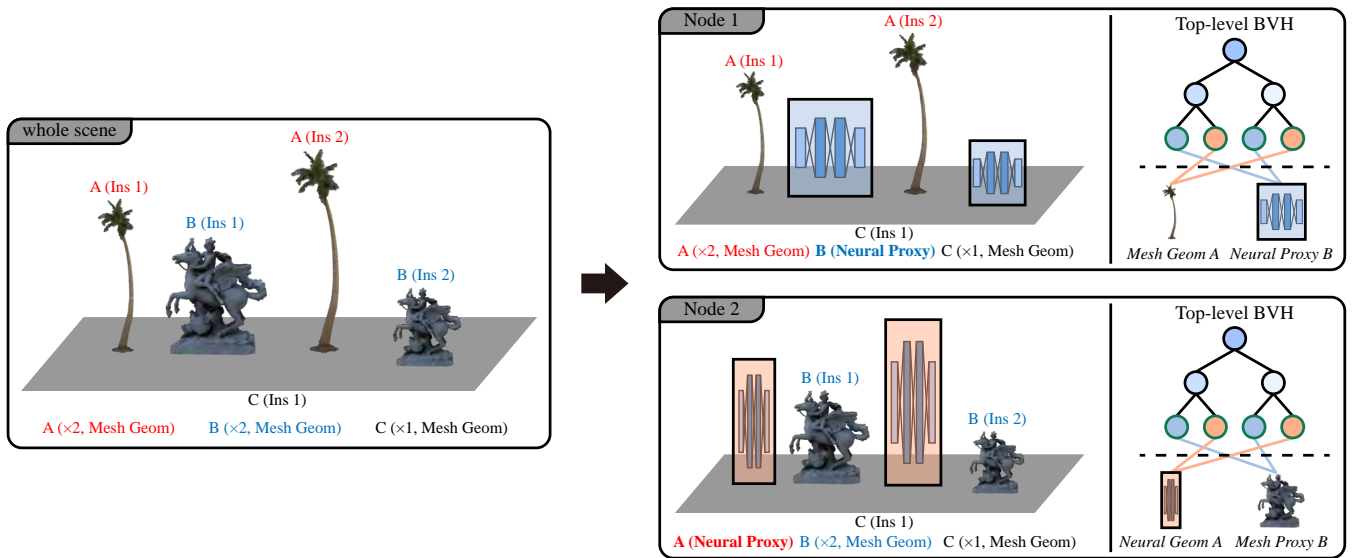 whole scene
A (Ins 2)
A (Ins 1)
B (Ins 1)
B (Ins 2)
C (Ins 1)
A (×2, Mesh Geom) B (×2, Mesh Geom) C (×1, Mesh Geom)
Node 1
A (Ins 2)
A (Ins 1)
C (Ins 1)
A (×2, Mesh Geom) B (Neural Proxy) C (×1, Mesh Geom)
Top-level BVH
Mesh Geom A Neural Proxy B
Node 2
B (Ins 1)
B (Ins 2)
C (Ins 1)
A (Neural Proxy) B (×2, Mesh Geom) C (×1, Mesh Geom)
Top-level BVH
Neural Geom A Mesh Proxy B